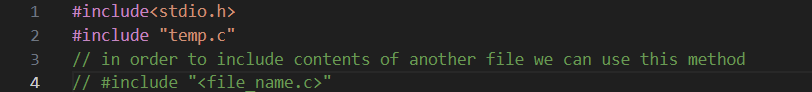 1 #include<stdio.h>
2 #include "temp.c"
3 // in order to include contents of another file we can use this method
4 // #include "<file_name.c>"